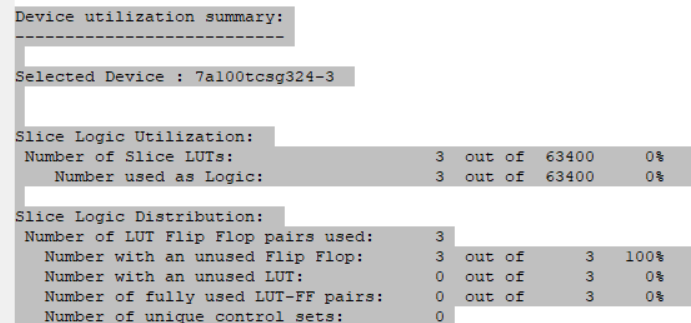 Device utilization summary:
---------------------------
Selected Device : 7a100tcsg324-3
Slice Logic Utilization:
Number of Slice LUTs: 3 out of 63400 0%
Number used as Logic: 3 out of 63400 0%
Slice Logic Distribution:
Number of LUT Flip Flop pairs used: 3
Number with an unused Flip Flop: 3 out of 3 100%
Number with an unused LUT: 0 out of 3 0%
Number of fully used LUT-FF pairs: 0 out of 3 0%
Number of unique control sets: 0